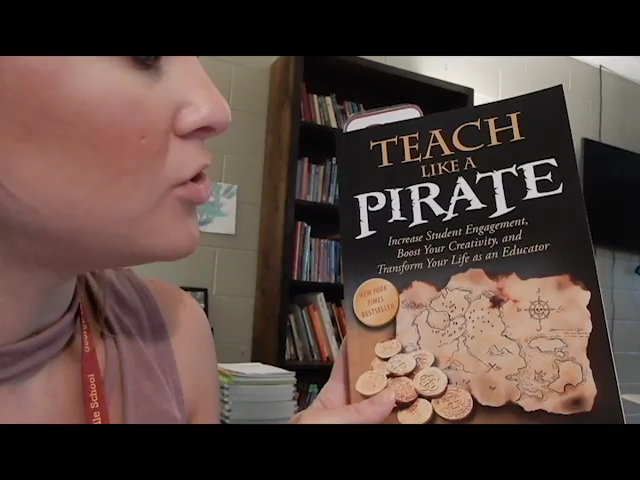 TEACH
LIKE A
PIRATE
Increase Student Engagement,
Boost Your Creativity, and
Transform Your Life as an Educator
NEW YORK
TIMES
BESTSELLER
School